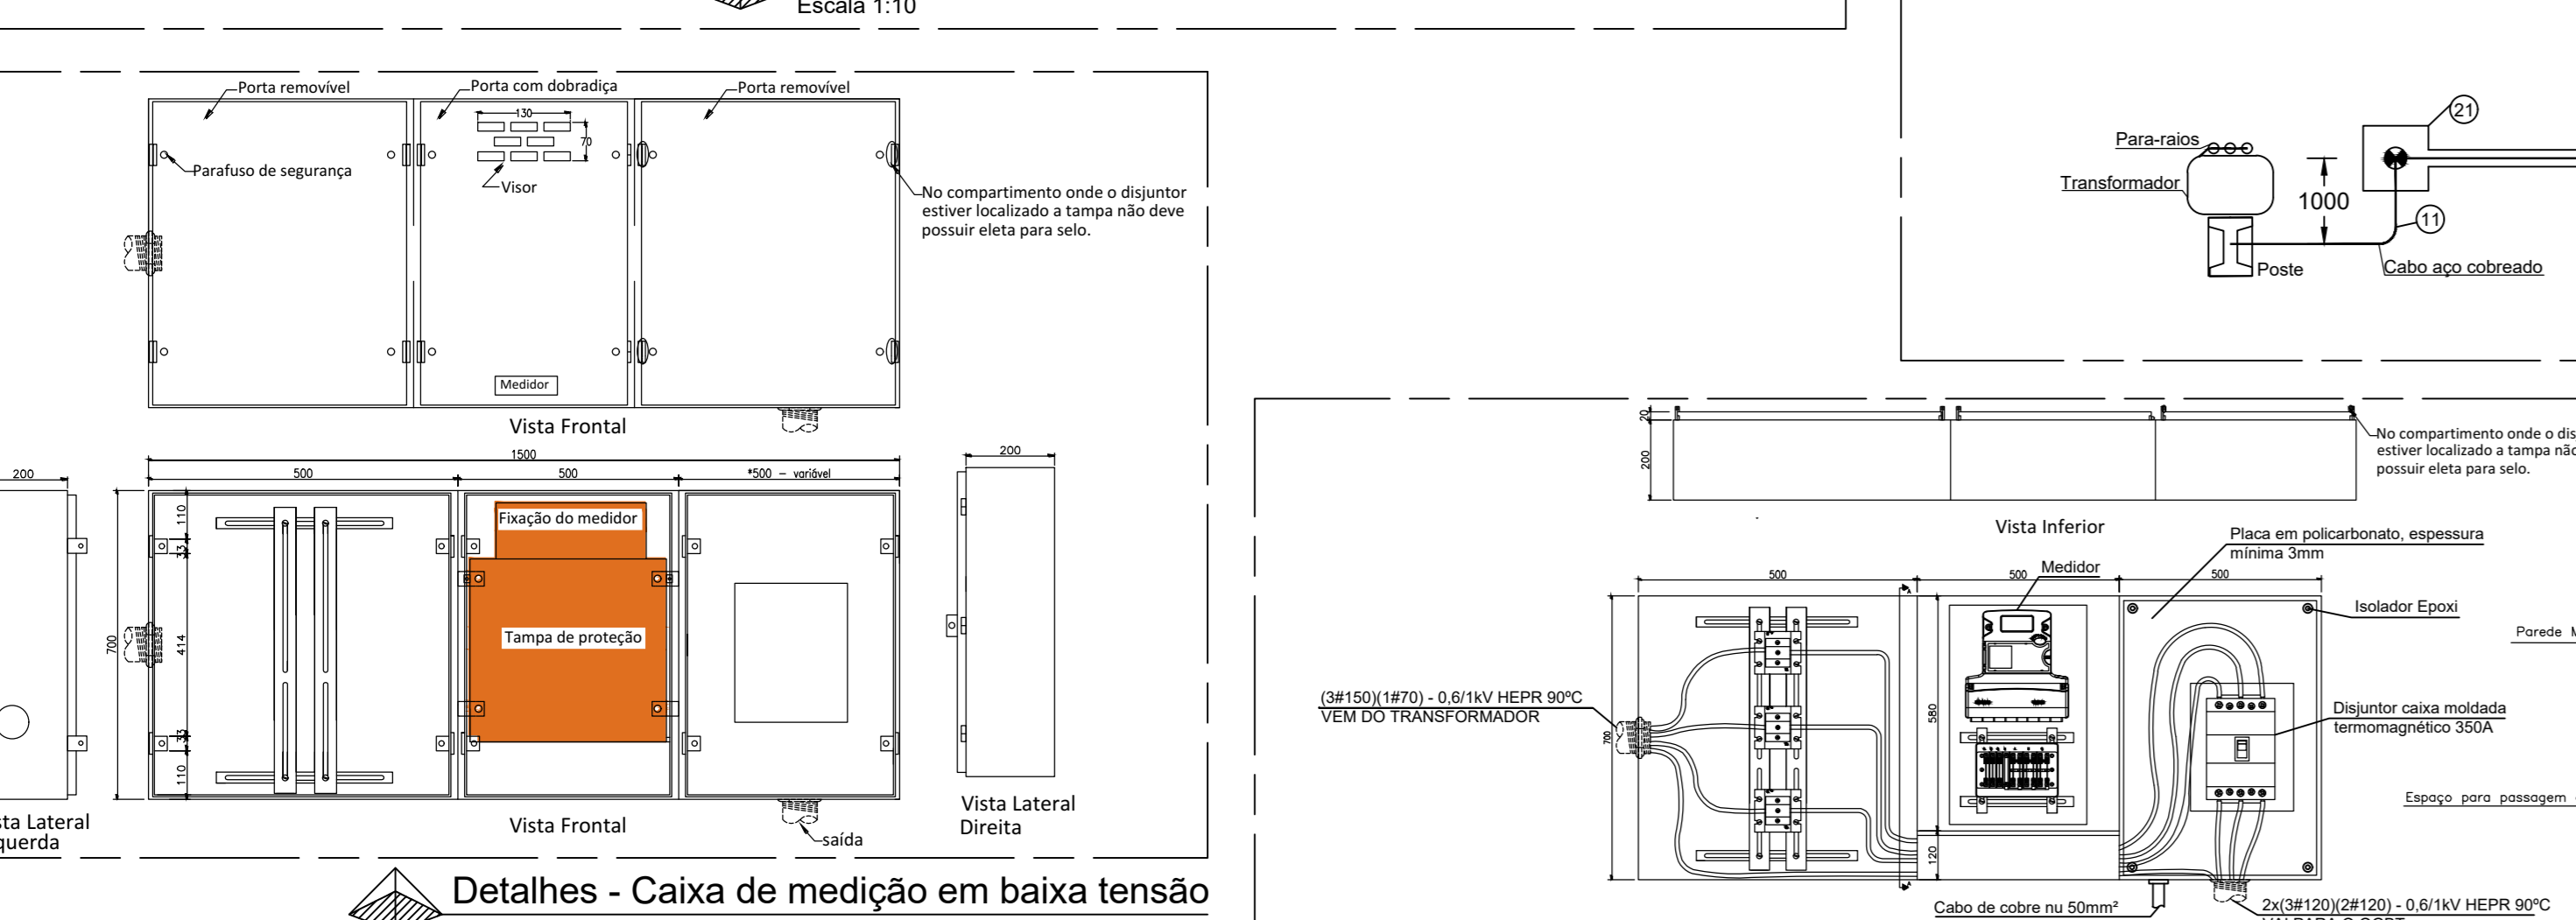 Escala 1:10
Porta removível
Porta com dobradiça
Porta removível
130
70
Parafuso de segurança
Visor
No compartimento onde o disjuntor
estiver localizado a tampa não deve
possuir eleta para selo.
Medidor
Vista Frontal
200
1500
500
500
*500 - variável
200
110
33
414
33
110
700
Fixação do medidor
Tampa de proteção
Vista Frontal
saída
Vista Lateral
Direita
sta Lateral
querda
Detalhes - Caixa de medição em baixa tensão
21
Para-raios
Transformador
1000
11
Poste
Cabo aço cobreado
20
200
No compartimento onde o dis
estiver localizado a tampa não
possuir eleta para selo.
Vista Inferior
Placa em policarbonato, espessura
mínima 3mm
Medidor
500
500
500
Isolador Epoxi
Parede M
(3#150)(1#70) - 0,6/1kV HEPR 90ºC
VEM DO TRANSFORMADOR
700
580
120
Disjuntor caixa moldada
termomagnético 350A
Espaço para passagem
Cabo de cobre nu 50mm²
2x(3#120)(2#120) - 0,6/1kV HEPR 90ºC